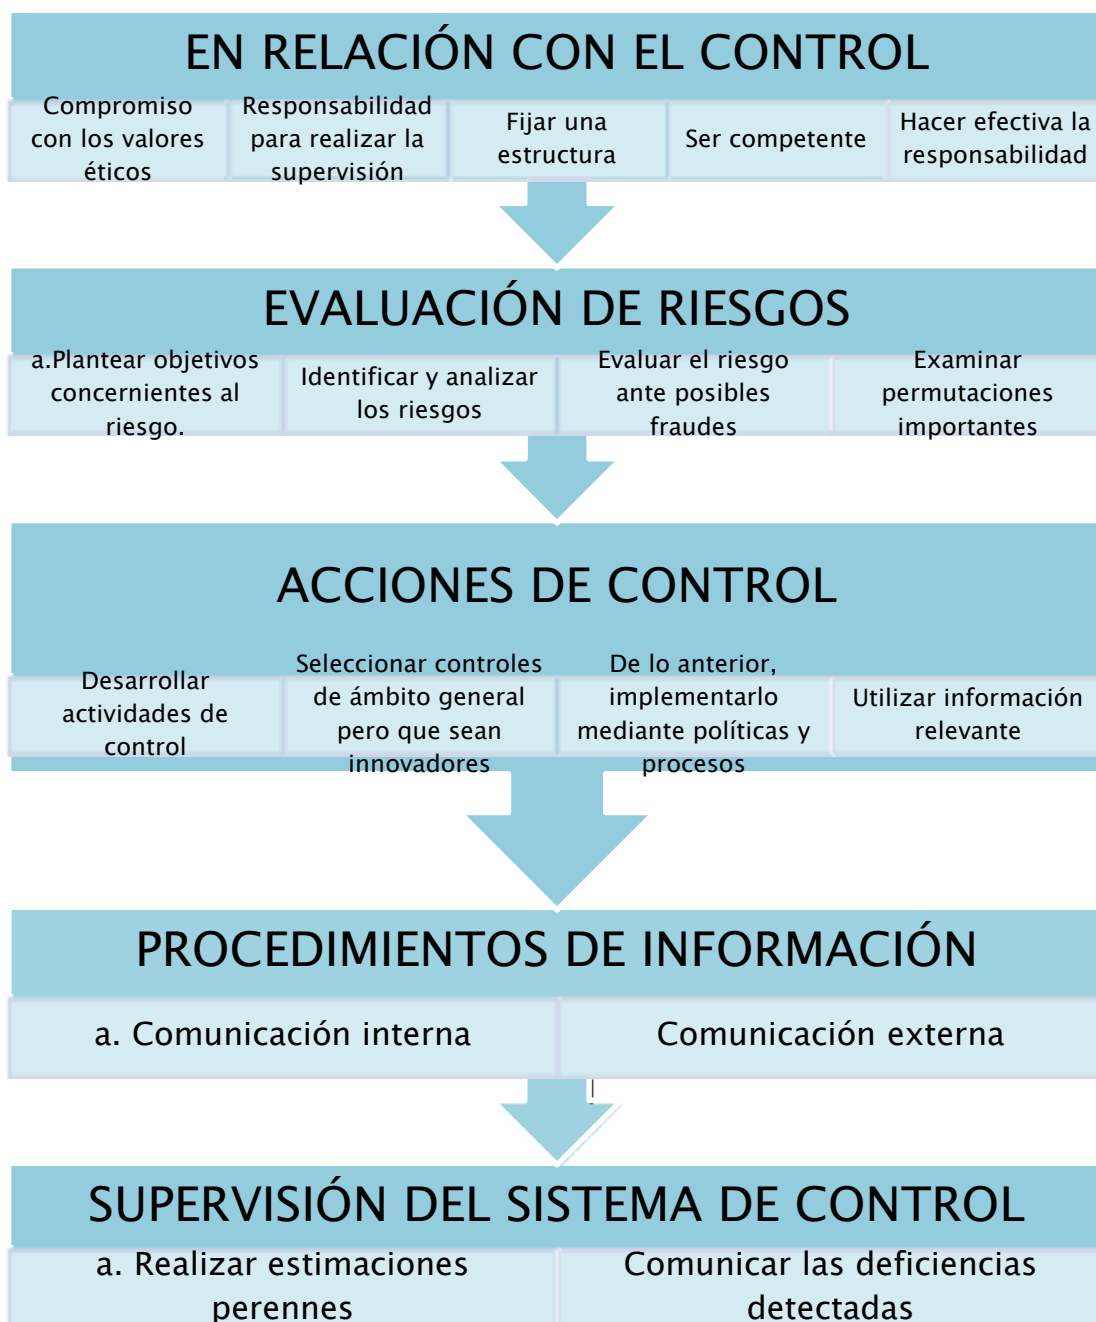 EN RELACIÓN CON EL CONTROL
Compromiso
con los valores
éticos
Responsabilidad
para realizar la
supervisión
Fijar una
estructura
Ser competente
Hacer efectiva la
responsabilidad
EVALUACIÓN DE RIESGOS
a.Plantear objetivos
concernientes al
riesgo.
Identificar y analizar
los riesgos
Evaluar el riesgo
ante posibles
fraudes
Examinar
permutaciones
importantes
ACCIONES DE CONTROL
Desarrollar
actividades de
control
Seleccionar controles
de ámbito general
pero que sean
innovadores
De lo anterior,
implementarlo
mediante políticas y
procesos
Utilizar información
relevante
PROCEDIMIENTOS DE INFORMACIÓN
a. Comunicación interna
Comunicación externa
SUPERVISIÓN DEL SISTEMA DE CONTROL
a. Realizar estimaciones
perennes
Comunicar las deficiencias
detectadas